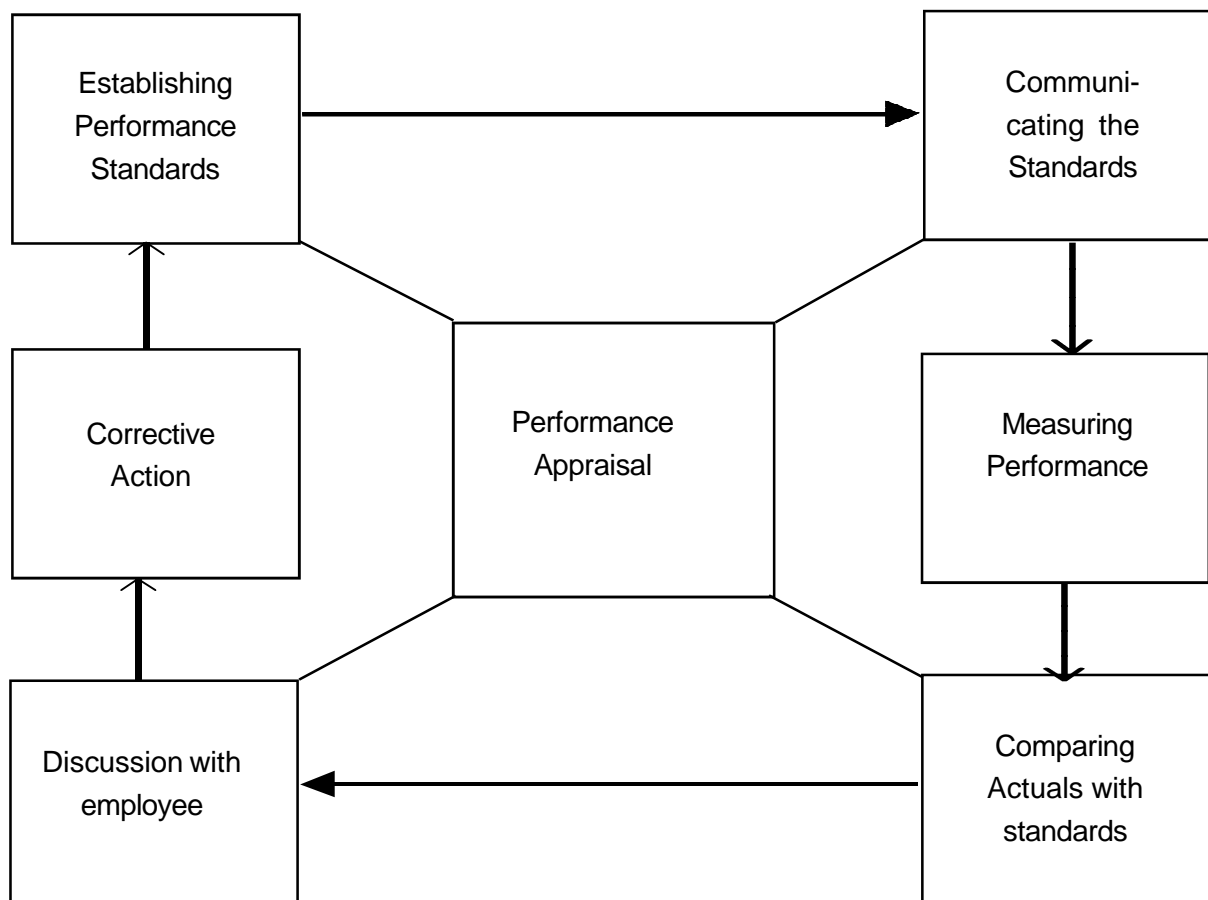 Establishing
Performance
Standards
Communi-
cating the
Standards
Corrective
Action
Performance
Appraisal
Measuring
Performance
Discussion with
employee
Comparing
Actuals with
standards